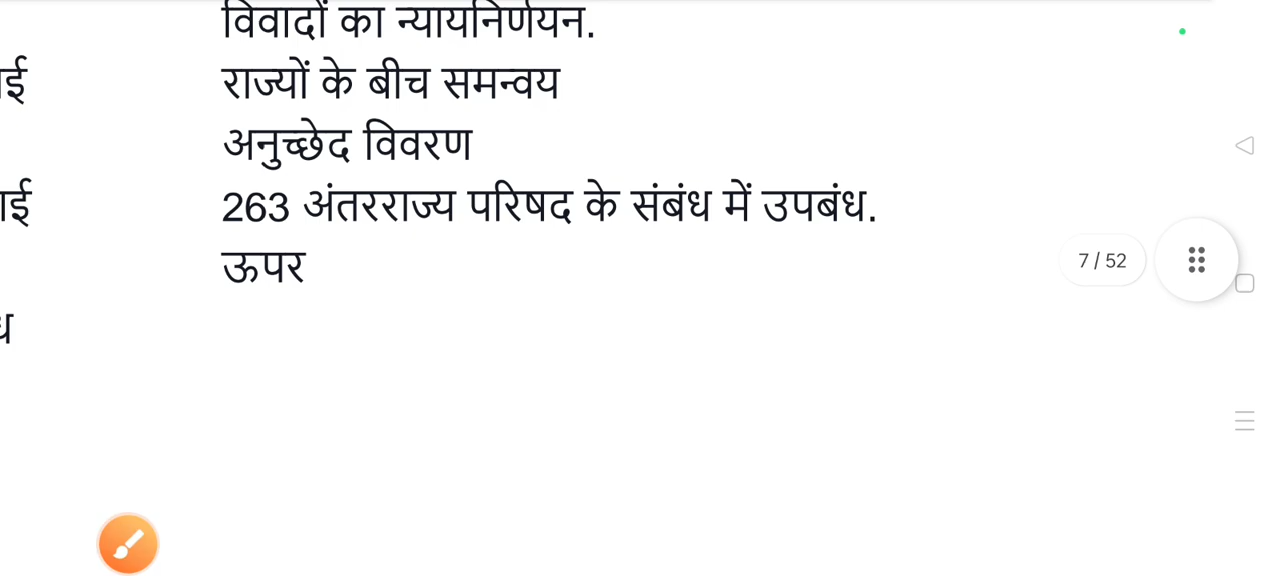 विवादों का न्यायनिर्णयन.
ाई
राज्यों के बीच समन्वय
अनुच्छेद विवरण
ाई
263 अंतरराज्य परिषद के संबंध में उपबंध.
ऊपर
7 / 52